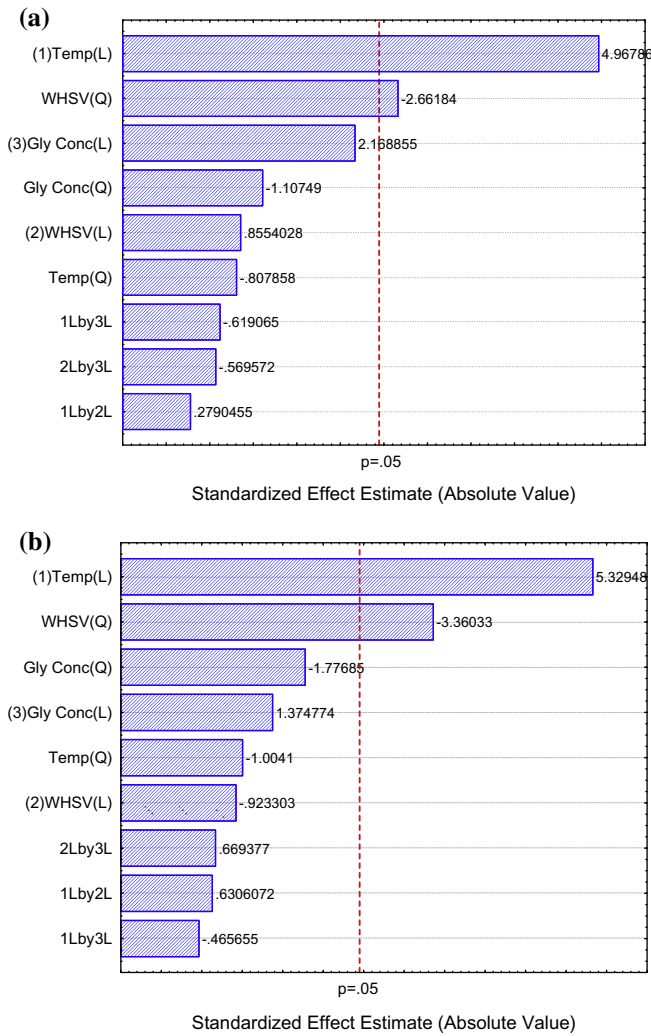 (a)
(1)Temp(L)
4.96786
WHSV(Q)
-2.66184
(3)Gly Conc(L)
2.168855
Gly Conc(Q)
-1.10749
(2)WHSV(L)
.8554028
Temp(Q)
-.807858
1Lby3L
-.619065
2Lby3L
-.569572
1Lby2L
.2790455
p=.05
Standardized Effect Estimate (Absolute Value)
(b)
(1)Temp(L)
5.32948
WHSV(Q)
-3.36033
Gly Conc(Q)
-1.77685
(3)Gly Conc(L)
1.374774
Temp(Q)
-1.0041
(2)WHSV(L)
-.923303
2Lby3L
.669377
1Lby2L
.6306072
1Lby3L
-.465655
p=.05
Standardized Effect Estimate (Absolute Value)